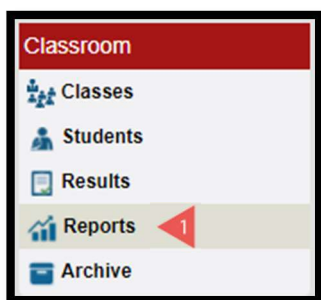 Classroom
Classes
Students
Results
Reports 1
Archive